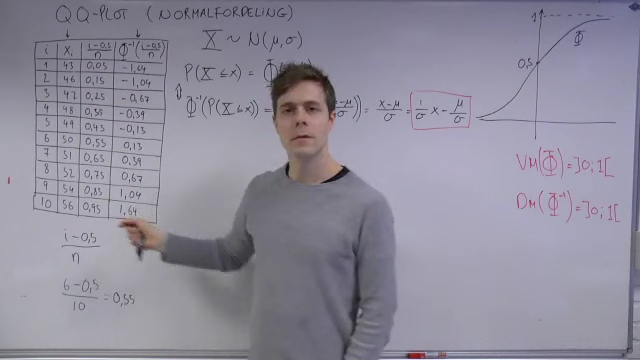 QQ-PLOT (NORMALFORDELING)
X ~ N(μ,σ)
i xᵢ (i-0,5)/n Φ⁻¹((i-0,5)/n)
1 43 0,05 -1,64
2 46 0,15 -1,04
3 42 0,25 -0,67
4 48 0,35 -0,39
5 49 0,45 -0,13
6 50 0,55 0,13
7 51 0,65 0,39
8 52 0,75 0,67
9 54 0,85 1,04
10 56 0,95 1,64
(i-0,5)/n
(6-0,5)/10 = 0,55
P(X≤x) = Φ
⇕ Φ⁻¹(P(X≤x)) = = (x-μ)/σ = 1/σ x - μ/σ
1
Φ
0,5
Vm(Φ) = ]0;1[
Dm(Φ⁻¹) = ]0;1[